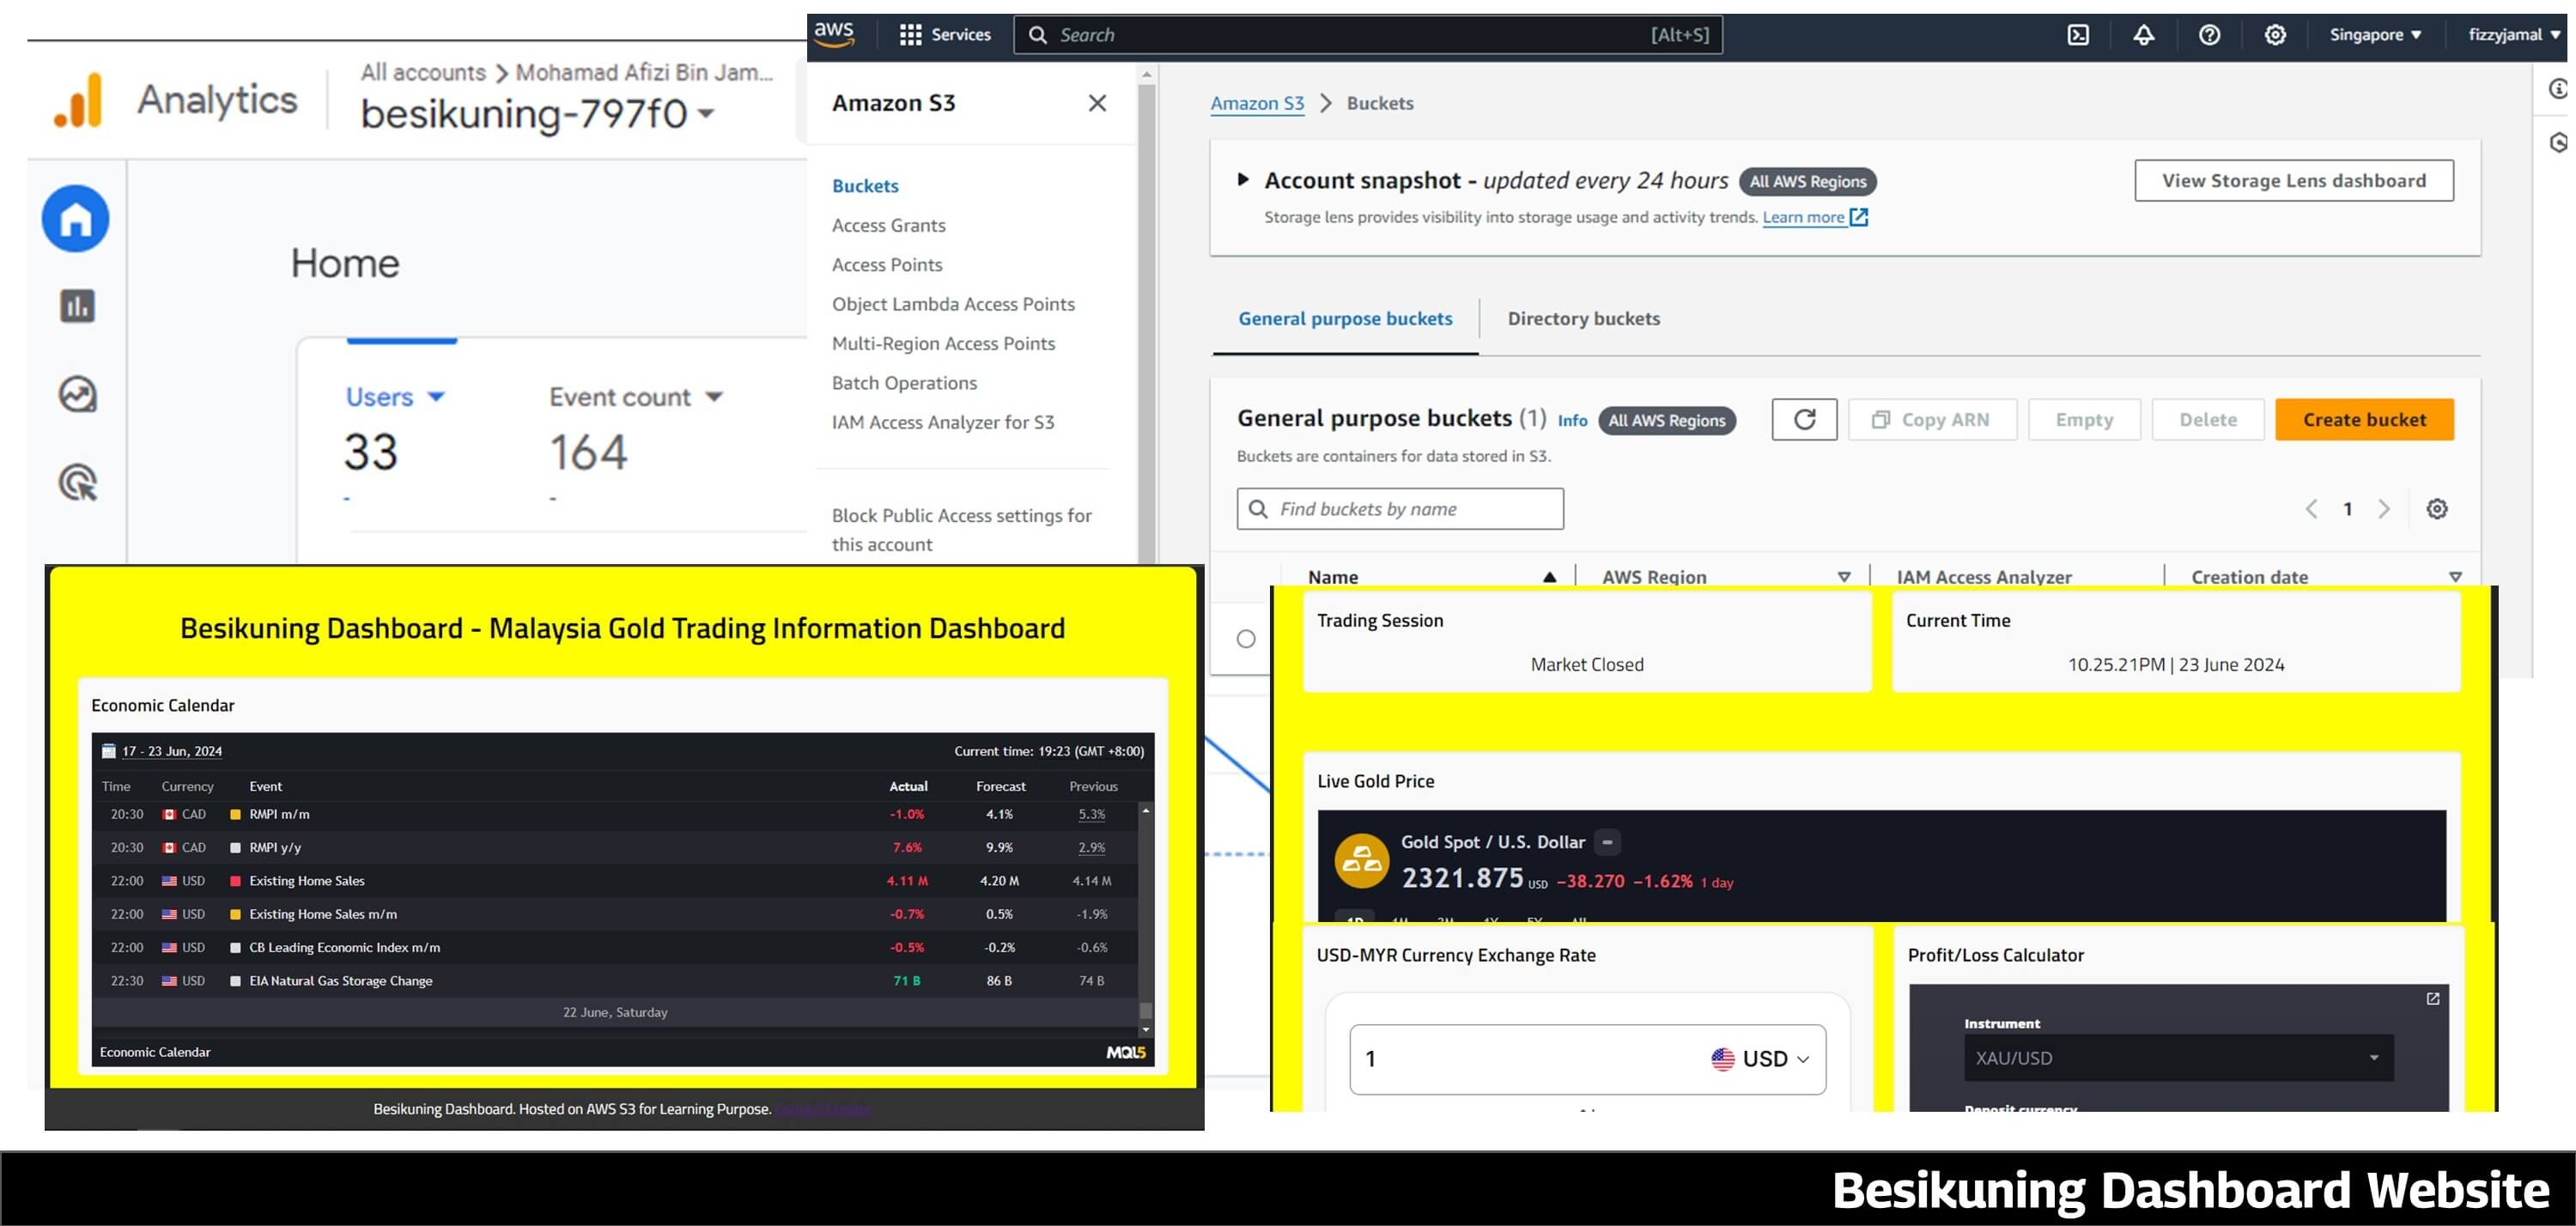 aws
Services
Search
[Alt+S]
Singapore
fizzyjamal
Analytics
All accounts > Mohamad Afizi Bin Jam...
besikuning-797f0
Home
Users
33
-
Event count
164
-
Amazon S3
Buckets
Access Grants
Access Points
Object Lambda Access Points
Multi-Region Access Points
Batch Operations
IAM Access Analyzer for S3
Block Public Access settings for
this account
Amazon S3 > Buckets
Account snapshot - updated every 24 hours All AWS Regions
Storage lens provides visibility into storage usage and activity trends. Learn more
View Storage Lens dashboard
General purpose buckets
Directory buckets
General purpose buckets (1) Info All AWS Regions
Copy ARN
Empty
Delete
Create bucket
Buckets are containers for data stored in S3.
Find buckets by name
1
Name
AWS Region
IAM Access Analyzer
Creation date
Besikuning Dashboard - Malaysia Gold Trading Information Dashboard
Economic Calendar
17 - 23 Jun, 2024
Current time: 19:23 (GMT +8:00)
Time Currency Event Actual Forecast Previous
20:30 CAD RMPI m/m -1.0% 4.1% 5.3%
20:30 CAD RMPI y/y 7.6% 9.9% 2.9%
22:00 USD Existing Home Sales 4.11 M 4.20 M 4.14 M
22:00 USD Existing Home Sales m/m -0.7% 0.5% -1.9%
22:00 USD CB Leading Economic Index m/m -0.5% -0.2% -0.6%
22:30 USD EIA Natural Gas Storage Change 71 B 86 B 74 B
22 June, Saturday
Economic Calendar
MQL5
Besikuning Dashboard. Hosted on AWS S3 for Learning Purpose.
Trading Session
Market Closed
Current Time
10.25.21PM | 23 June 2024
Live Gold Price
Gold Spot / U.S. Dollar
2321.875 USD −38.270 −1.62% 1 day
1D 1M 3M 1Y 5Y All
USD-MYR Currency Exchange Rate
1
USD
Profit/Loss Calculator
Instrument
XAU/USD
Deposit currency
Besikuning Dashboard Website